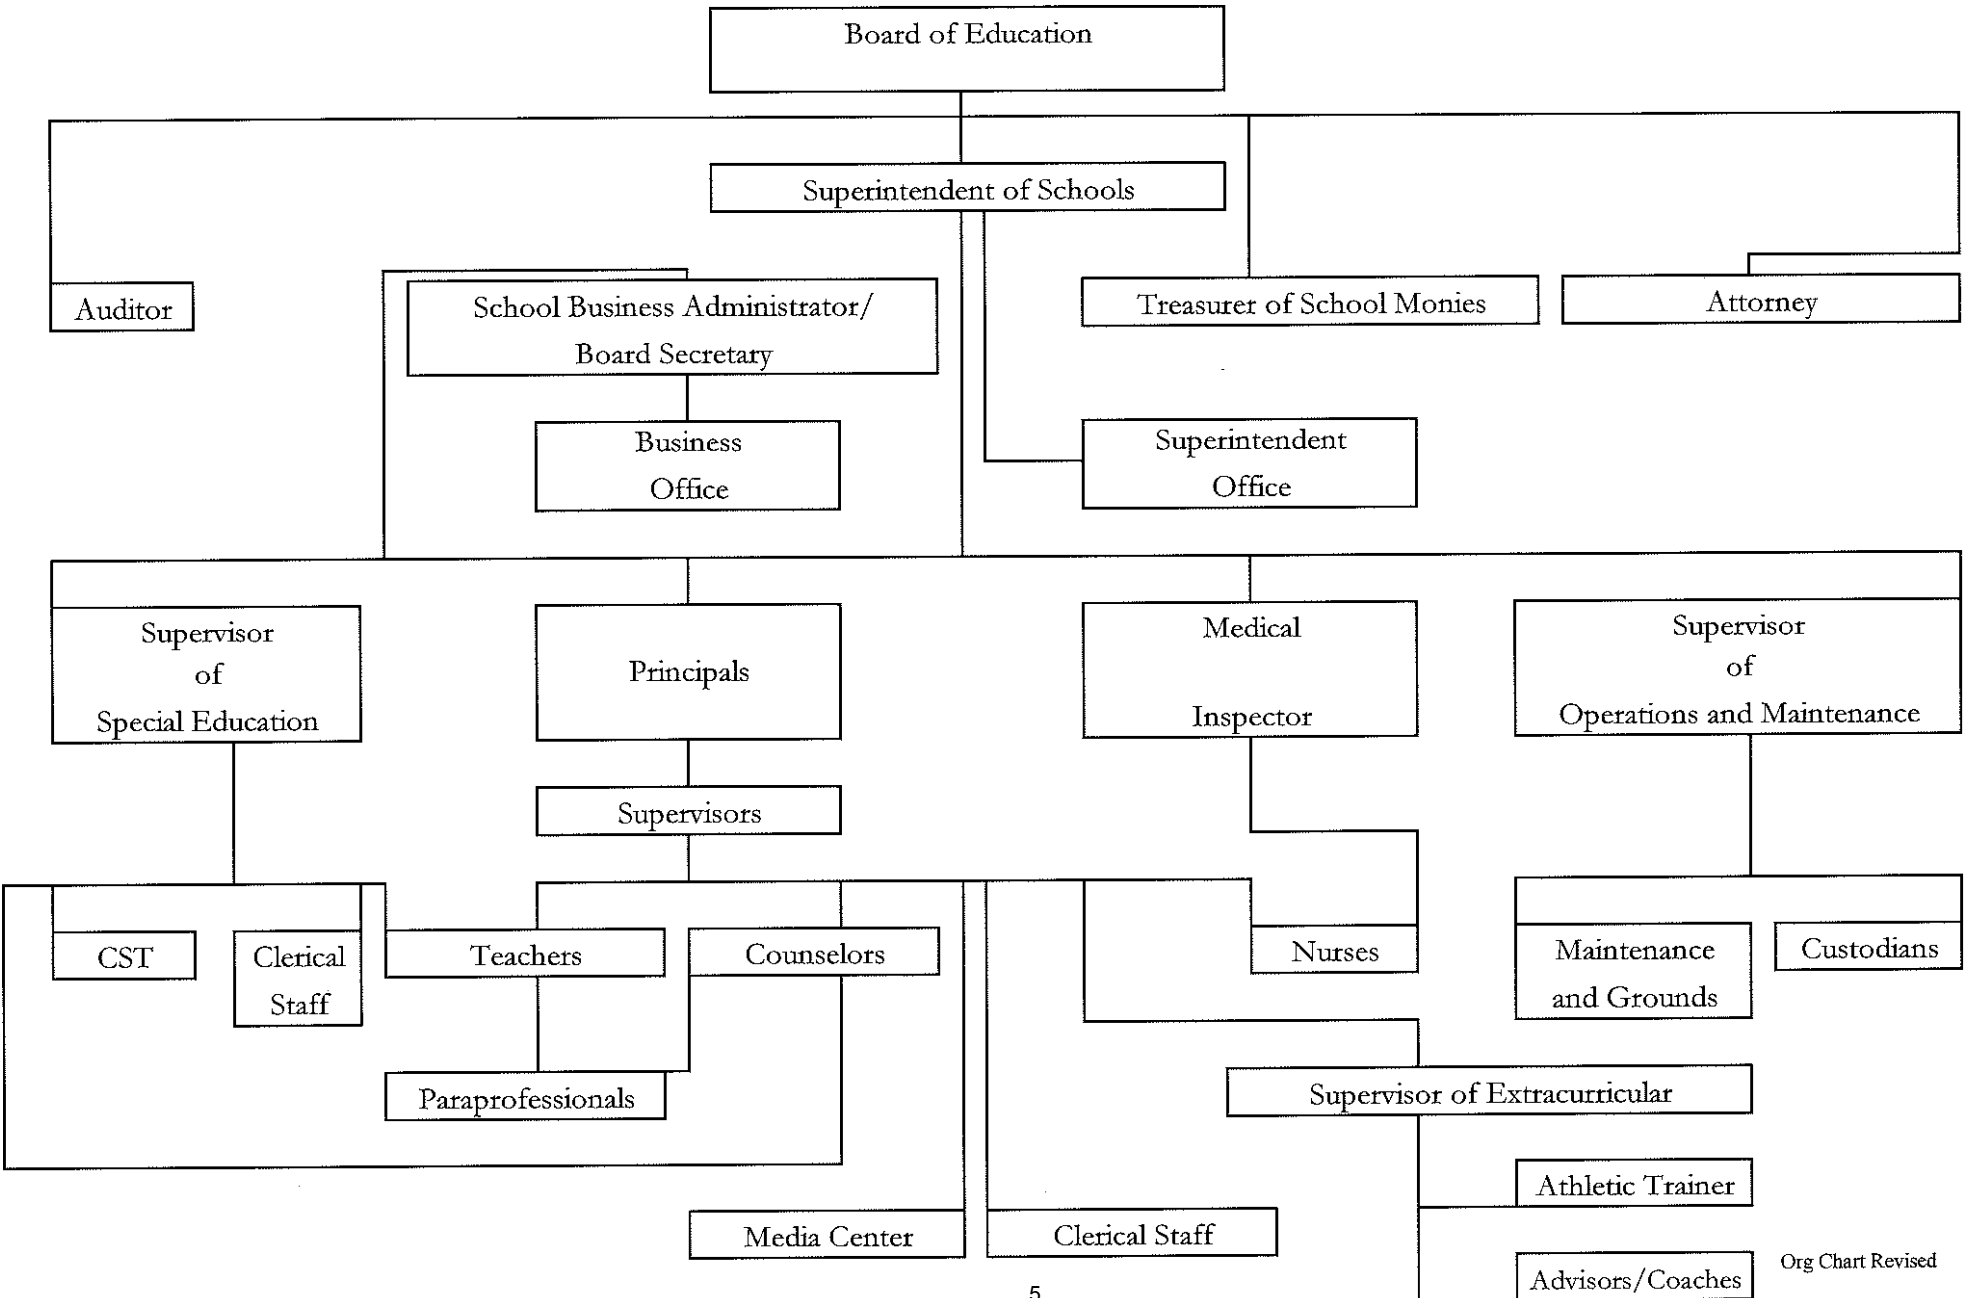 Board of Education
Superintendent of Schools
Auditor
School Business Administrator/
Board Secretary
Treasurer of School Monies
Attorney
Business
Office
Superintendent
Office
Supervisor
of
Special Education
Principals
Medical
Inspector
Supervisor
of
Operations and Maintenance
Supervisors
CST
Clerical
Staff
Teachers
Counselors
Nurses
Maintenance
and Grounds
Custodians
Paraprofessionals
Supervisor of Extracurricular
Athletic Trainer
Media Center
Clerical Staff
Advisors/Coaches
Org Chart Revised
5